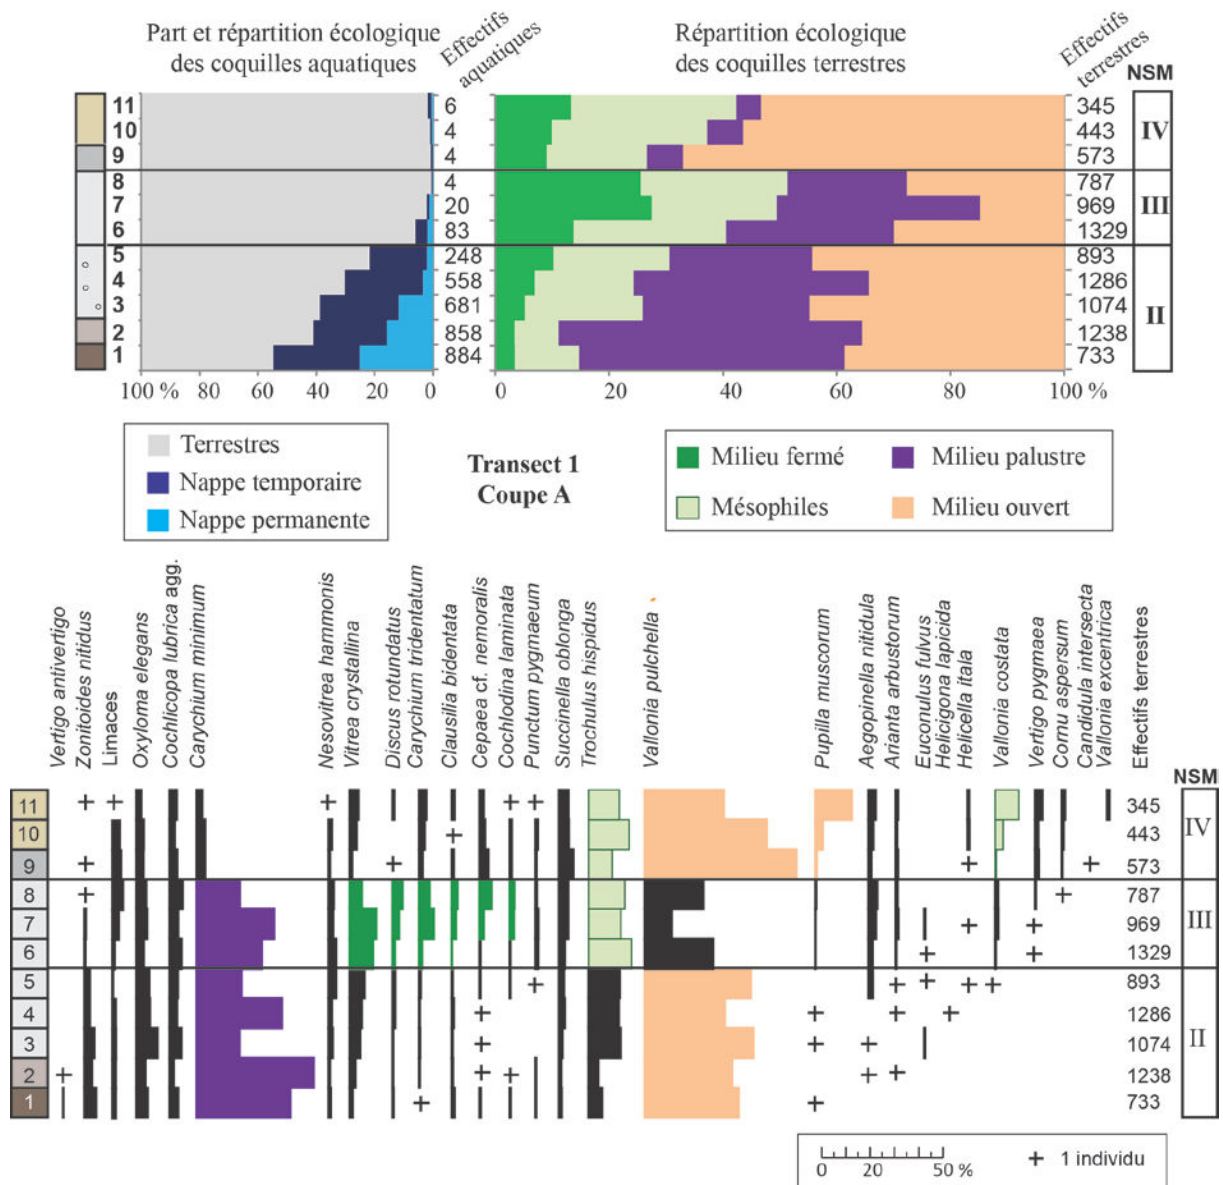 Part et répartition écologique
des coquilles aquatiques
Effectifs
aquatiques
Répartition écologique
des coquilles terrestres
Effectifs
terrestres
NSM
11 6 345
10 4 443 IV
9 4 573
8 4 787
7 20 969 III
6 83 1329
5 248 893
4 558 1286
3 681 1074 II
2 858 1238
1 884 733
100 % 80 60 40 20 0 0 20 40 60 80 100 %
Terrestres
Nappe temporaire
Nappe permanente
Transect 1
Coupe A
Milieu fermé
Milieu palustre
Mésophiles
Milieu ouvert
Vertigo antivertigo
Zonitoides nitidus
Limaces
Oxyloma elegans
Cochlicopa lubrica agg.
Carychium minimum
Nesovitrea hammonis
Vitrea crystallina
Discus rotundatus
Carychium tridentatum
Clausilia bidentata
Cepaea cf. nemoralis
Cochlodina laminata
Punctum pygmaeum
Succinella oblonga
Trochulus hispidus
Vallonia pulchella
Pupilla muscorum
Aegopinella nitidula
Arianta arbustorum
Euconulus fulvus
Helicigona lapicida
Helicella itala
Vallonia costata
Vertigo pygmaea
Cornu aspersum
Candidula intersecta
Vallonia excentrica
Effectifs terrestres
NSM
11 + + + + + 345
10 + 443 IV
9 + + + + 573
8 + + 787
7 + + 969 III
6 + + 1329
5 + + + + + 893
4 + + + + 1286
3 + + + 1074 II
2 + + + + + 1238
1 + + 733
0 20 50 % + 1 individu